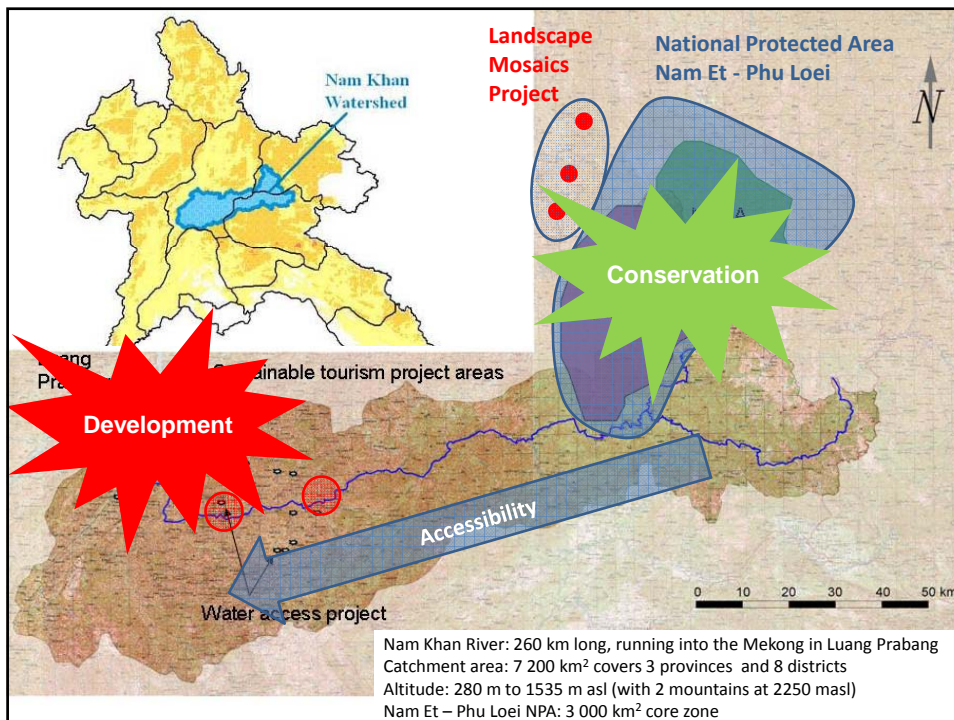 Landscape
Mosaics
Project
National Protected Area
Nam Et - Phu Loei
Nam Khan
Watershed
N
Conservation
Sustainable tourism project areas
Development
Accessibility
Water access project
0 10 20 30 40 50 km
Nam Khan River: 260 km long, running into the Mekong in Luang Prabang
Catchment area: 7 200 km² covers 3 provinces and 8 districts
Altitude: 280 m to 1535 m asl (with 2 mountains at 2250 masl)
Nam Et – Phu Loei NPA: 3 000 km² core zone